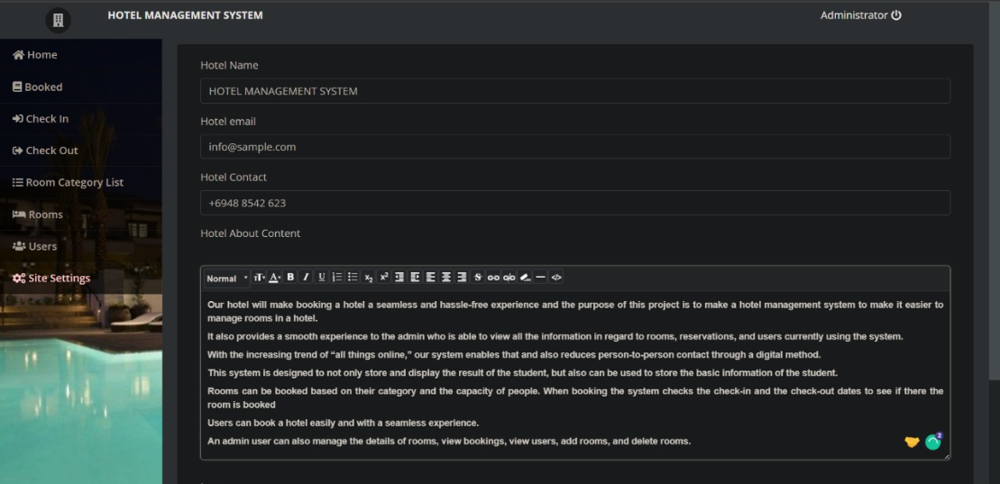 HOTEL MANAGEMENT SYSTEM
Administrator
Home
Booked
Check In
Check Out
Room Category List
Rooms
Users
Site Settings
Hotel Name
HOTEL MANAGEMENT SYSTEM
Hotel email
info@sample.com
Hotel Contact
+6948 8542 623
Hotel About Content
Normal
Our hotel will make booking a hotel a seamless and hassle-free experience and the purpose of this project is to make a hotel management system to make it easier to
manage rooms in a hotel.
It also provides a smooth experience to the admin who is able to view all the information in regard to rooms, reservations, and users currently using the system.
With the increasing trend of “all things online,” our system enables that and also reduces person-to-person contact through a digital method.
This system is designed to not only store and display the result of the student, but also can be used to store the basic information of the student.
Rooms can be booked based on their category and the capacity of people. When booking the system checks the check-in and the check-out dates to see if there the
room is booked
Users can book a hotel easily and with a seamless experience.
An admin user can also manage the details of rooms, view bookings, view users, add rooms, and delete rooms.
2